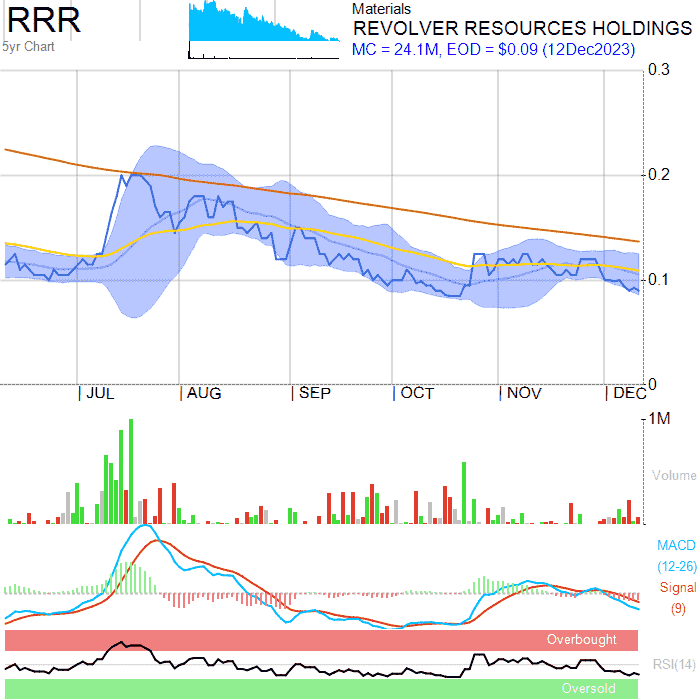 RRR
5yr Chart
Materials
REVOLVER RESOURCES HOLDINGS
MC = 24.1M, EOD = $0.09 (12Dec2023)
0.3
0.2
0.1
0
| JUL | AUG | SEP | OCT | NOV | DEC
1M
Volume
MACD
(12-26)
Signal
(9)
Overbought
RSI(14)
Oversold